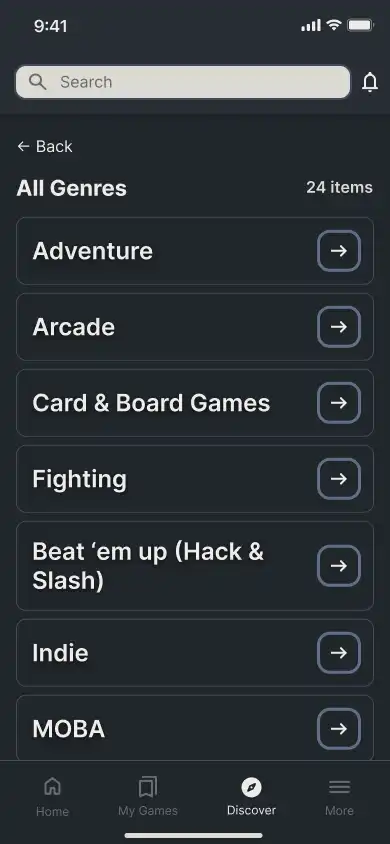 9:41
Search
← Back
All Genres
24 items
Adventure
Arcade
Card & Board Games
Fighting
Beat ‘em up (Hack &
Slash)
Indie
MOBA
Home
My Games
Discover
More